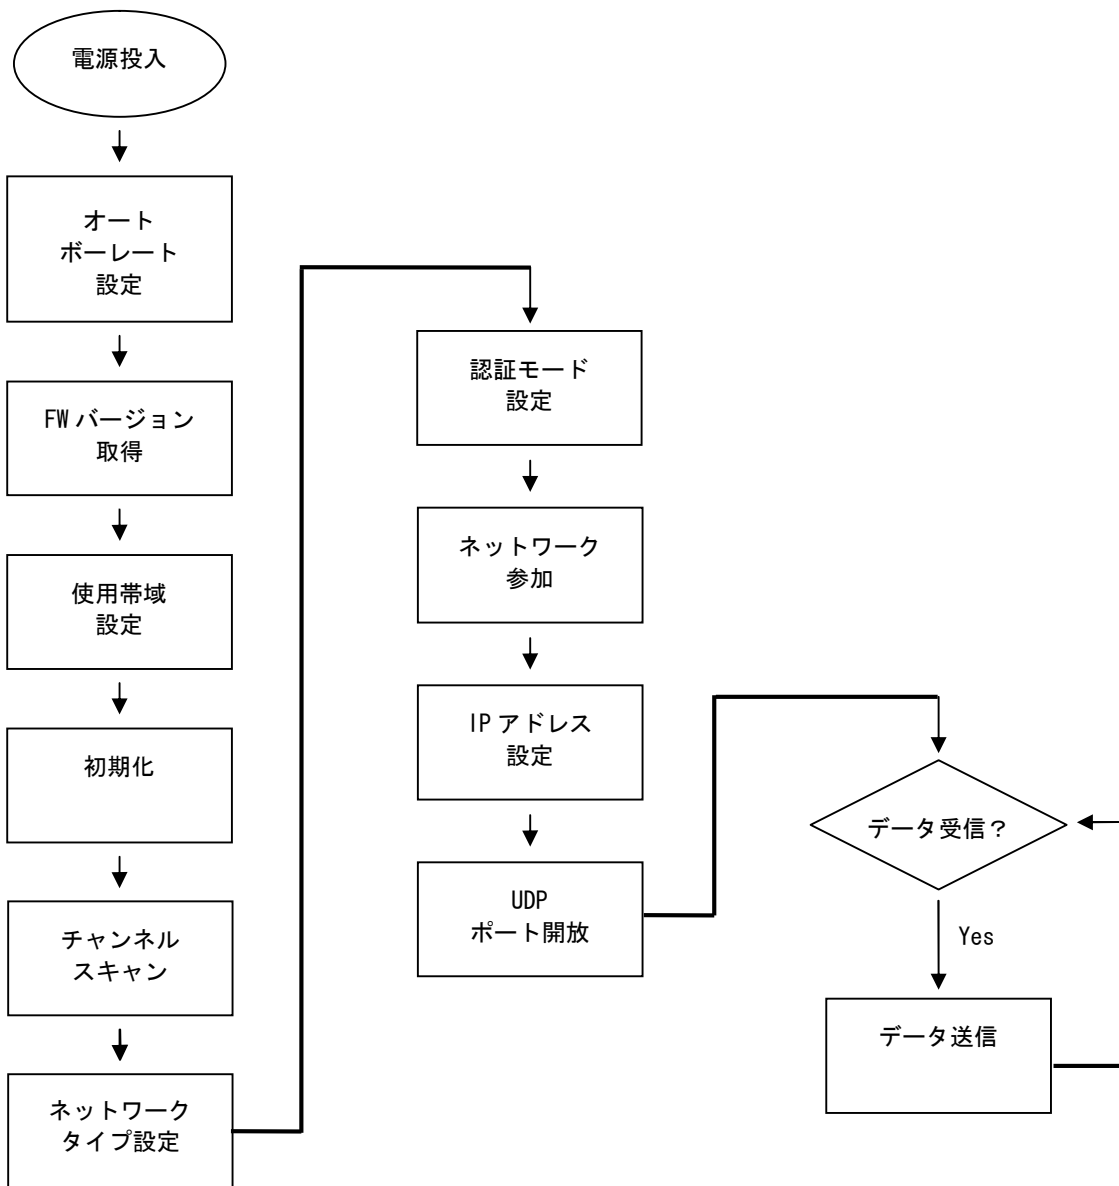 電源投入
オート
ボーレート
設定
FW バージョン
取得
使用帯域
設定
初期化
チャンネル
スキャン
ネットワーク
タイプ設定
認証モード
設定
ネットワーク
参加
IP アドレス
設定
UDP
ポート開放
データ受信？
Yes
データ送信